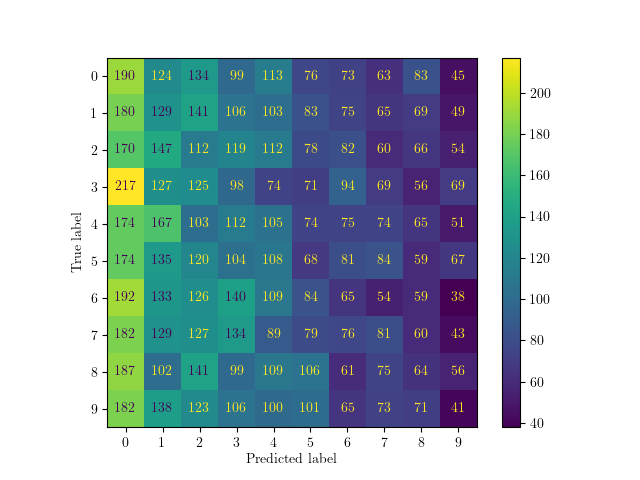 0 190 124 134 99 113 76 73 63 83 45
1 180 129 141 106 103 83 75 65 69 49
2 170 147 112 119 112 78 82 60 66 54
3 217 127 125 98 74 71 94 69 56 69
4 174 167 103 112 105 74 75 74 65 51
5 174 135 120 104 108 68 81 84 59 67
6 192 133 126 140 109 84 65 54 59 38
7 182 129 127 134 89 79 76 81 60 43
8 187 102 141 99 109 106 61 75 64 56
9 182 138 123 106 100 101 65 73 71 41
0 1 2 3 4 5 6 7 8 9
Predicted label
True label
200
180
160
140
120
100
80
60
40